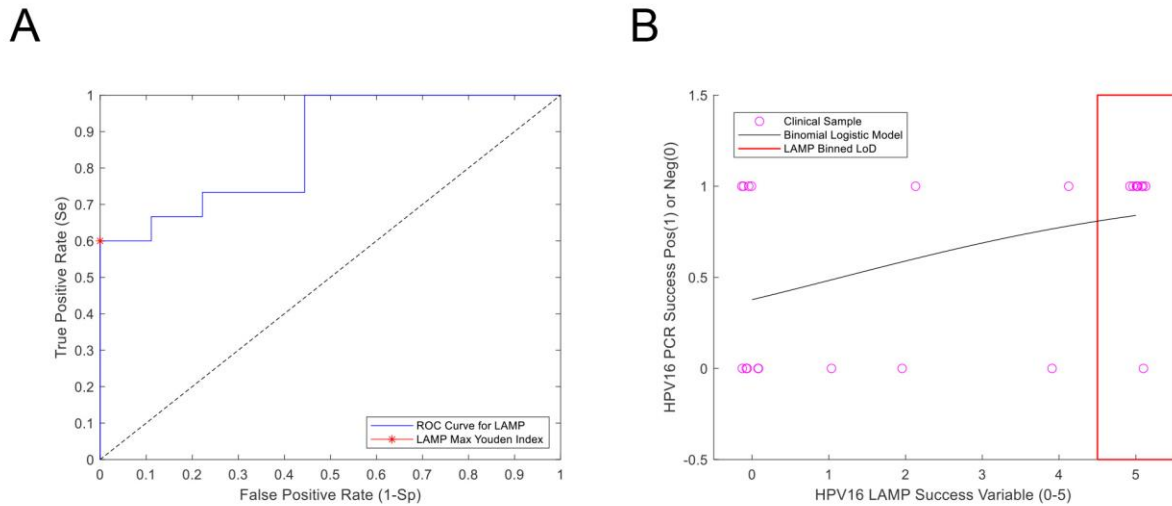 A
B
1
0.9
0.8
0.7
0.6
0.5
0.4
0.3
0.2
0.1
0
True Positive Rate (Se)
ROC Curve for LAMP
LAMP Max Youden Index
0 0.1 0.2 0.3 0.4 0.5 0.6 0.7 0.8 0.9 1
False Positive Rate (1-Sp)
1.5
1
0.5
0
-0.5
HPV16 PCR Success Pos(1) or Neg(0)
Clinical Sample
Binomial Logistic Model
LAMP Binned LoD
0 1 2 3 4 5
HPV16 LAMP Success Variable (0-5)